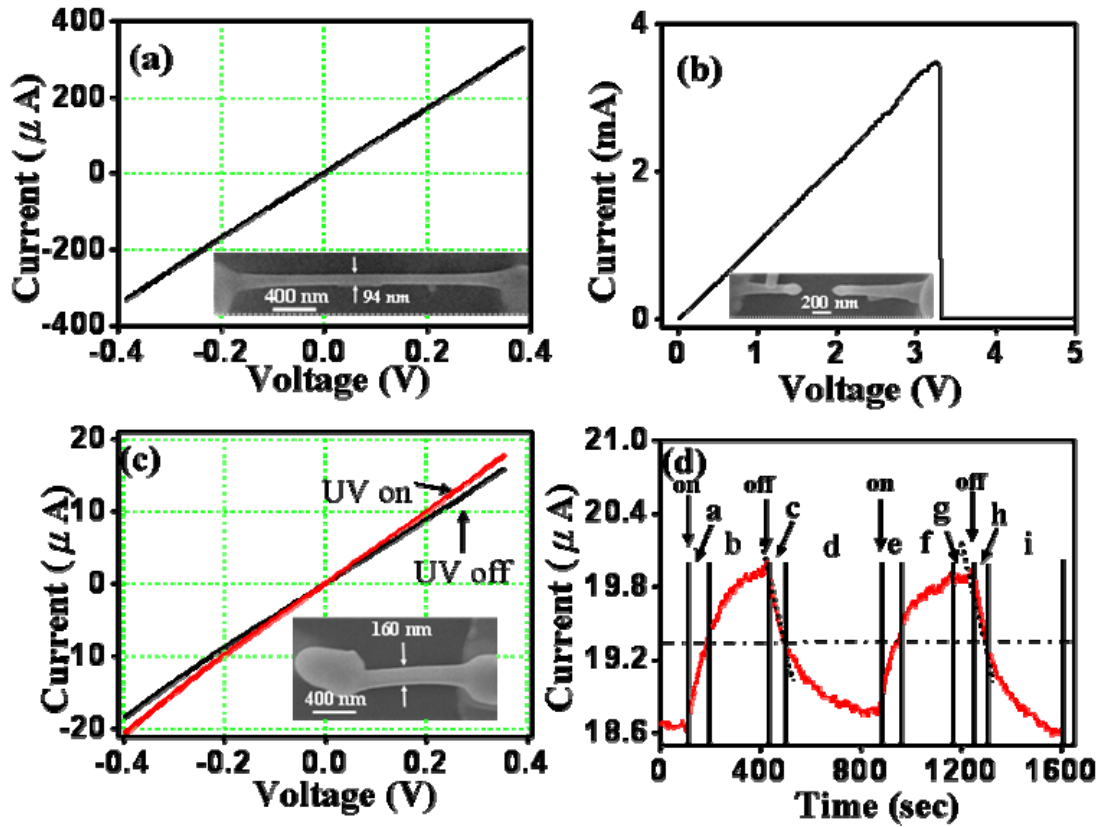 (a)
Current (μA)
400
200
0
-200
-400
400 nm
94 nm
-0.4 -0.2 0.0 0.2 0.4
Voltage (V)
(b)
Current (mA)
4
2
0
200 nm
0 1 2 3 4 5
Voltage (V)
(c)
Current (μA)
20
10
0
10
-20
UV on
UV off
160 nm
400 nm
-0.4 -0.2 0.0 0.2 0.4
Voltage (V)
(d)
Current (μA)
21.0
20.4
19.8
19.2
18.6
on off on off
a b c d e f g h i
0 400 800 1200 1600
Time (sec)